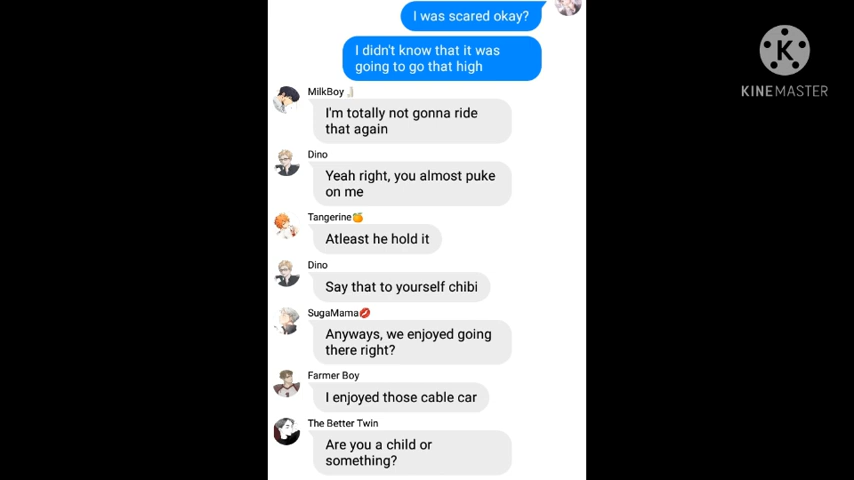 I was scared okay?
I didn't know that it was
going to go that high
KINEMASTER
MilkBoy🥛
I'm totally not gonna ride
that again
Dino
Yeah right, you almost puke
on me
Tangerine🍊
Atleast he hold it
Dino
Say that to yourself chibi
SugaMama💋
Anyways, we enjoyed going
there right?
Farmer Boy
I enjoyed those cable car
The Better Twin
Are you a child or
something?